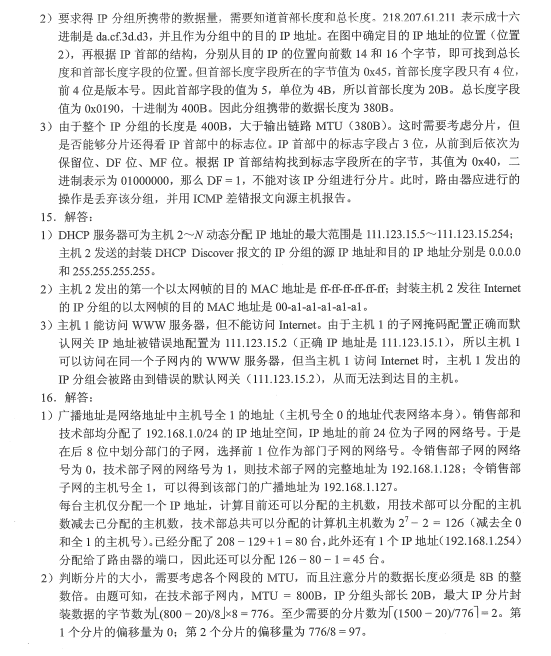 2）要求得 IP 分组所携带的数据量，需要知道首部长度和总长度。218.207.61.211 表示成十六
进制是 da.cf.3d.d3，并且作为分组中的目的 IP 地址。在图中确定目的 IP 地址的位置（位置
2），再根据 IP 首部的结构，分别从目的 IP 的位置向前数 14 和 16 个字节，即可找到总长
度和首部长度字段的位置。但首部长度字段所在的字节值为 0x45，首部长度字段只有 4 位，
前 4 位是版本号。因此首部字段的值为 5，单位为 4B，所以首部长度为 20B。总长度字段
值为 0x0190，十进制为 400B。因此分组携带的数据长度为 380B。
3）由于整个 IP 分组的长度是 400B，大于输出链路 MTU（380B）。这时需要考虑分片，但
是否能够分片还得看 IP 首部中的标志位。IP 首部中的标志字段占 3 位，从前到后依次为
保留位、DF 位、MF 位。根据 IP 首部结构找到标志字段所在的字节，其值为 0x40，二
进制表示为 01000000，那么 DF = 1，不能对该 IP 分组进行分片。此时，路由器应进行的
操作是丢弃该分组，并用 ICMP 差错报文向源主机报告。
15．解答：
1）DHCP 服务器可为主机 2～N 动态分配 IP 地址的最大范围是 111.123.15.5～111.123.15.254；
主机 2 发送的封装 DHCP Discover 报文的 IP 分组的源 IP 地址和目的 IP 地址分别是 0.0.0.0
和 255.255.255.255。
2）主机 2 发出的第一个以太网帧的目的 MAC 地址是 ff-ff-ff-ff-ff-ff；封装主机 2 发往 Internet
的 IP 分组的以太网帧的目的 MAC 地址是 00-a1-a1-a1-a1-a1。
3）主机 1 能访问 WWW 服务器，但不能访问 Internet。由于主机 1 的子网掩码配置正确而默
认网关 IP 地址被错误地配置为 111.123.15.2（正确 IP 地址是 111.123.15.1），所以主机 1
可以访问在同一个子网内的 WWW 服务器，但当主机 1 访问 Internet 时，主机 1 发出的
IP 分组会被路由到错误的默认网关（111.123.15.2），从而无法到达目的主机。
16．解答：
1）广播地址是网络地址中主机号全 1 的地址（主机号全 0 的地址代表网络本身）。销售部和
技术部均分配了 192.168.1.0/24 的 IP 地址空间，IP 地址的前 24 位为子网的网络号。于是
在后 8 位中划分部门的子网，选择前 1 位作为部门子网的网络号。令销售部子网的网络
号为 0，技术部子网的网络号为 1，则技术部子网的完整地址为 192.168.1.128；令销售部
子网的主机号全 1，可以得到该部门的广播地址为 192.168.1.127。
每台主机仅分配一个 IP 地址，计算目前还可以分配的主机数，用技术部可以分配的主机
数减去已分配的主机数，技术部总共可以分配的计算机主机数为 2⁷ − 2 = 126（减去全 0
和全 1 的主机号）。已经分配了 208 − 129 + 1 = 80 台，此外还有 1 个 IP 地址（192.168.1.254）
分配给了路由器的端口，因此还可以分配 126 − 80 − 1 = 45 台。
2）判断分片的大小，需要考虑各个网段的 MTU，而且注意分片的数据长度必须是 8B 的整
数倍。由题可知，在技术部子网内，MTU = 800B，IP 分组头部长 20B，最大 IP 分片封
装数据的字节数为⌊(800 − 20)/8⌋×8 = 776。至少需要的分片数为⌈(1500 − 20)/776⌉ = 2。第
1 个分片的偏移量为 0；第 2 个分片的偏移量为 776/8 = 97。